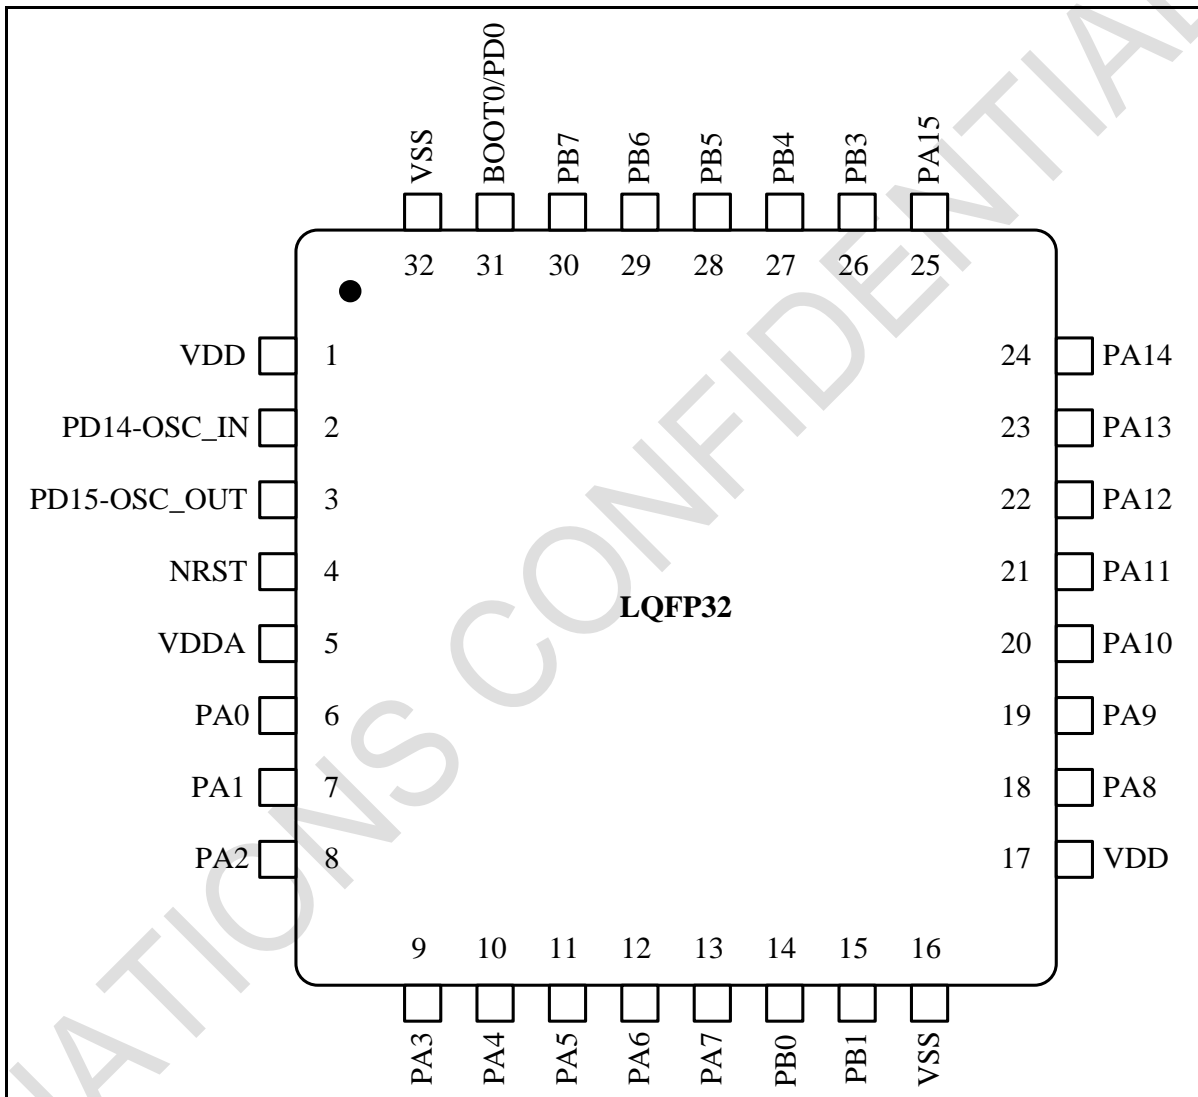 VSS
BOOT0/PD0
PB7
PB6
PB5
PB4
PB3
PA15
32 31 30 29 28 27 26 25
VDD 1 24 PA14
PD14-OSC_IN 2 23 PA13
PD15-OSC_OUT 3 22 PA12
NRST 4 21 PA11
LQFP32
VDDA 5 20 PA10
PA0 6 19 PA9
PA1 7 18 PA8
PA2 8 17 VDD
9 10 11 12 13 14 15 16
PA3
PA4
PA5
PA6
PA7
PB0
PB1
VSS
ATIONS CONFIDENTIAL